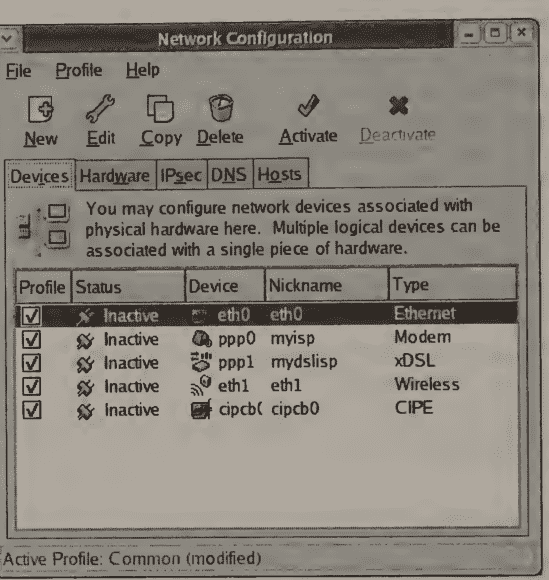 Network Configuration
File Profile Help
New Edit Copy Delete Activate Deactivate
Devices Hardware IPsec DNS Hosts
You may configure network devices associated with
physical hardware here. Multiple logical devices can be
associated with a single piece of hardware.
Profile Status Device Nickname Type
Inactive eth0 eth0 Ethernet
Inactive ppp0 myisp Modem
Inactive ppp1 mydslisp xDSL
Inactive eth1 eth1 Wireless
Inactive cipcb( cipcb0 CIPE
Active Profile: Common (modified)